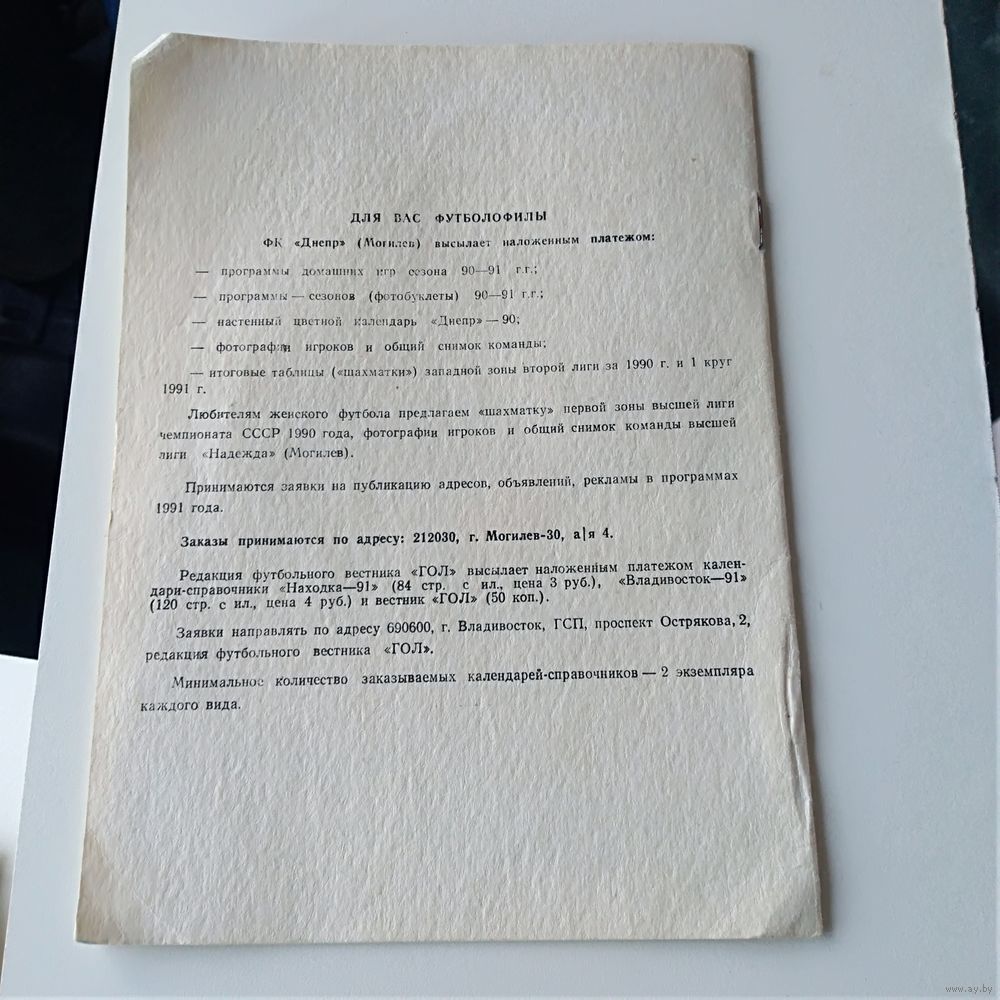 ДЛЯ ВАС ФУТБОЛОФИЛЫ
ФК «Днепр» (Могилев) высылает наложенным платежом:
— программы домашних игр сезона 90—91 г.г.;
— программы — сезонов (фотобуклеты) 90—91 г.г.;
— настенный цветной календарь «Днепр» — 90;
— фотографии игроков и общий снимок команды;
— итоговые таблицы («шахматки») западной зоны второй лиги за 1990 г. и 1 круг
1991 г.
Любителям женского футбола предлагаем «шахматку» первой зоны высшей лиги
чемпионата СССР 1990 года, фотографии игроков и общий снимок команды высшей
лиги «Надежда» (Могилев).
Принимаются заявки на публикацию адресов, объявлений, рекламы в программах
1991 года.
Заказы принимаются по адресу: 212030, г. Могилев-30, а|я 4.
Редакция футбольного вестника «ГОЛ» высылает наложенным платежом кален-
дари-справочники «Находка—91» (84 стр. с ил., цена 3 руб.), «Владивосток—91»
(120 стр. с ил., цена 4 руб.) и вестник «ГОЛ» (50 коп.).
Заявки направлять по адресу 690600, г. Владивосток, ГСП, проспект Острякова, 2,
редакция футбольного вестника «ГОЛ».
Минимальное количество заказываемых календарей-справочников — 2 экземпляра
каждого вида.
www.ay.by